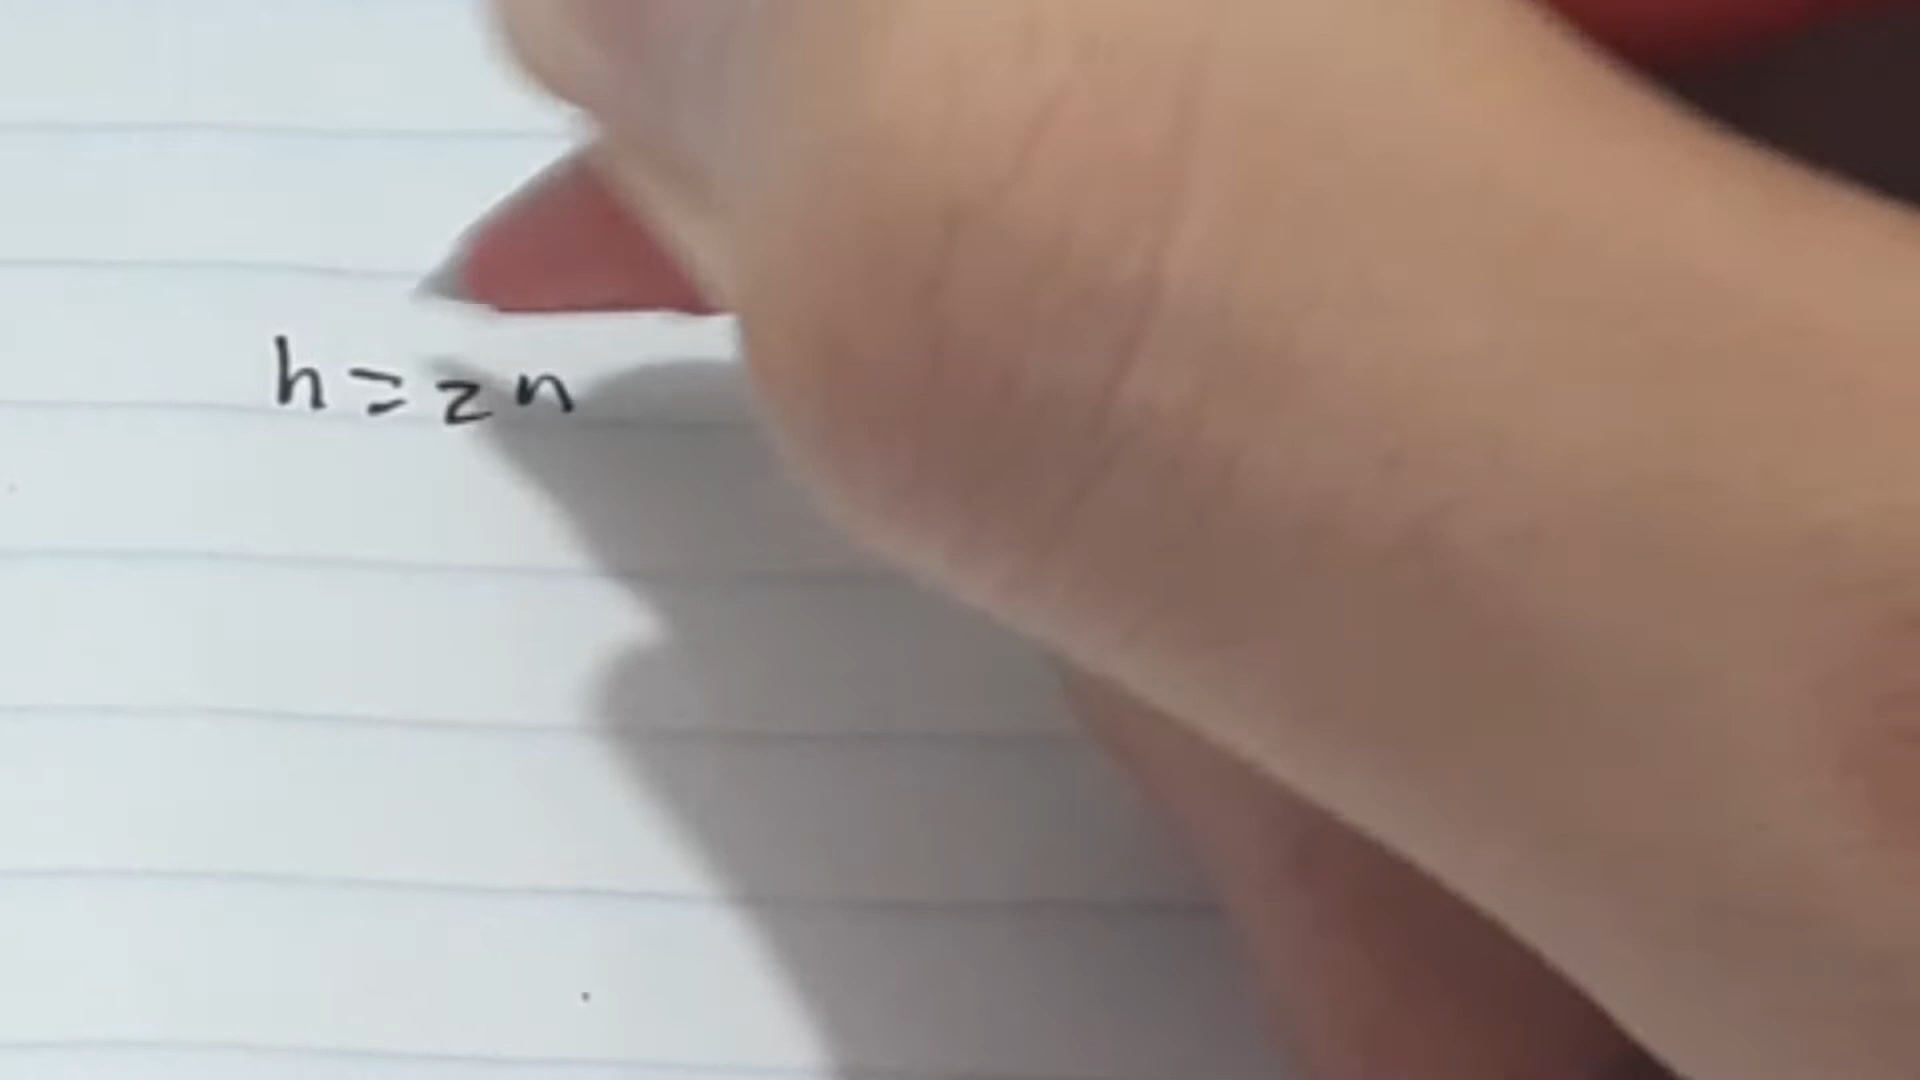 h = 2n